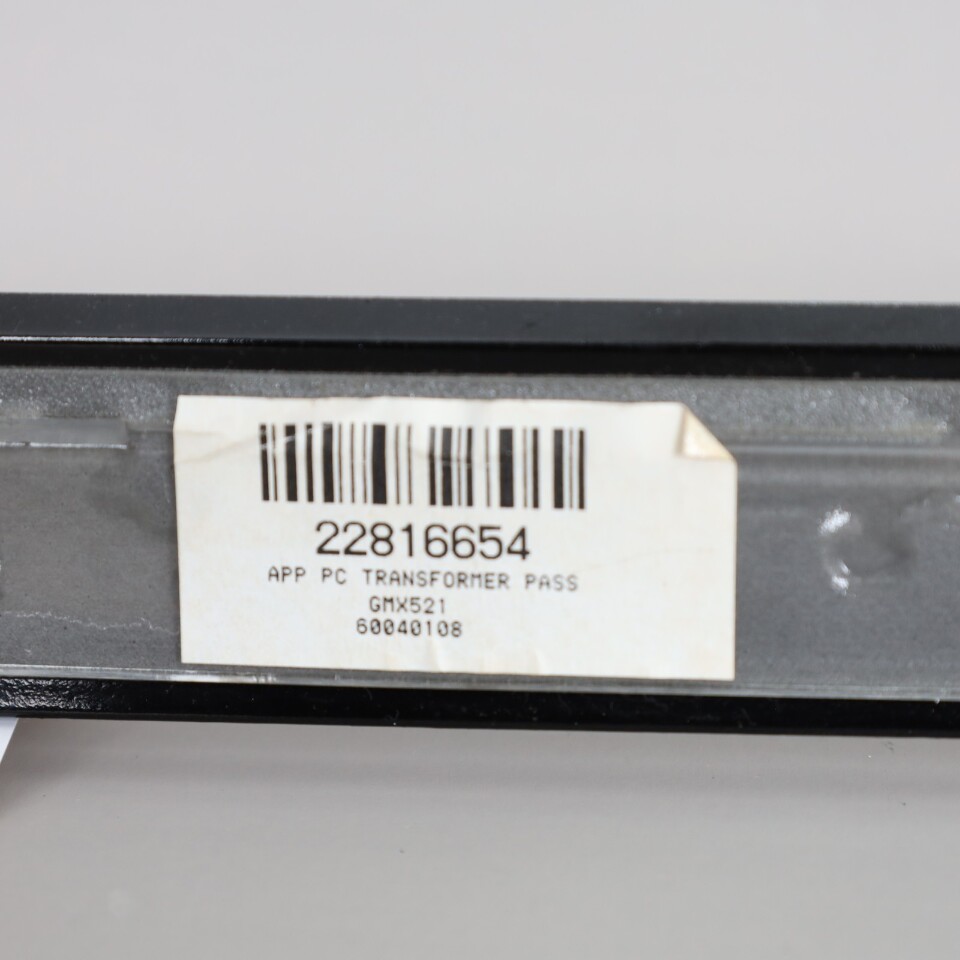 22816654
APP PC TRANSFORMER PASS
GMX521
60040108